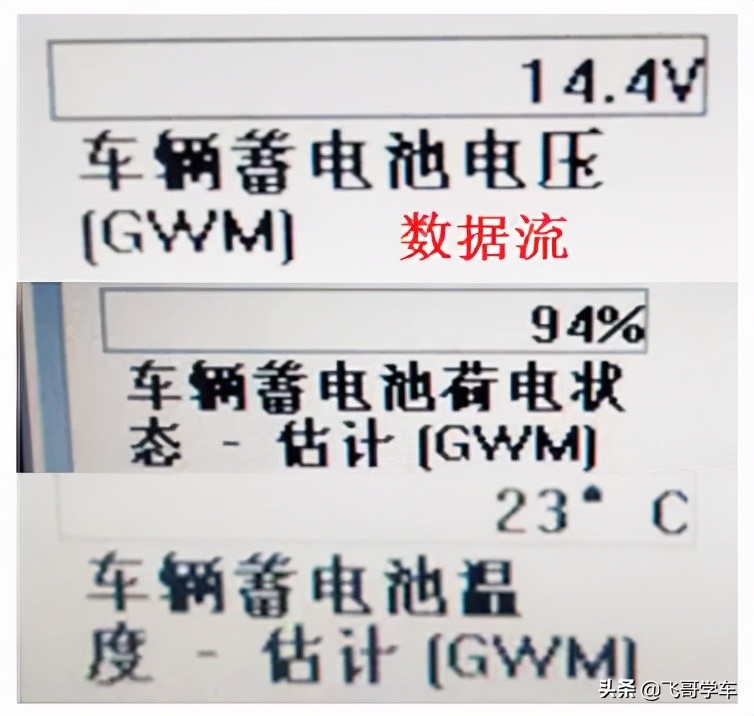 14.4V
车辆蓄电池电压
(GWM) 数据流
94%
车辆蓄电池荷电状
态 - 估计 (GWM)
23° C
车辆蓄电池温
度 - 估计 (GWM)
头条 @飞哥学车